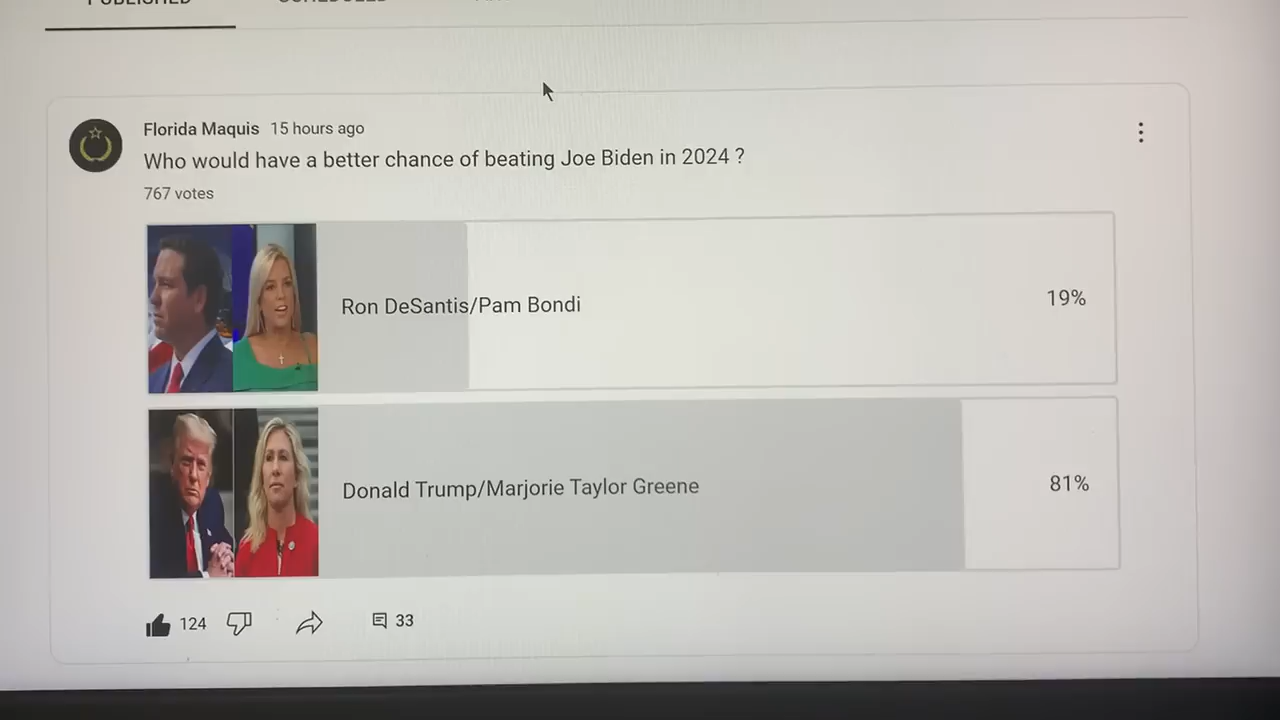 PUBLISHED
Florida Maquis 15 hours ago
Who would have a better chance of beating Joe Biden in 2024 ?
767 votes
Ron DeSantis/Pam Bondi 19%
Donald Trump/Marjorie Taylor Greene 81%
124 33